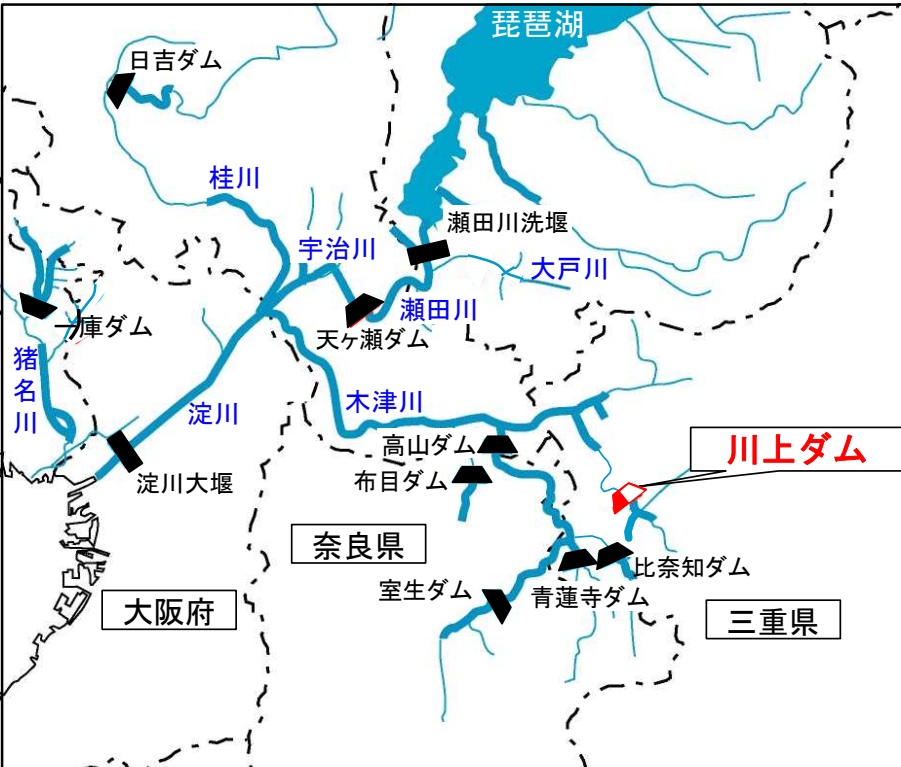 琵琶湖
日吉ダム
桂川
宇治川
瀬田川洗堰
大戸川
瀬田川
天ヶ瀬ダム
一庫ダム
猪名川
淀川
木津川
淀川大堰
高山ダム
布目ダム
川上ダム
奈良県
室生ダム
青蓮寺ダム
比奈知ダム
大阪府
三重県